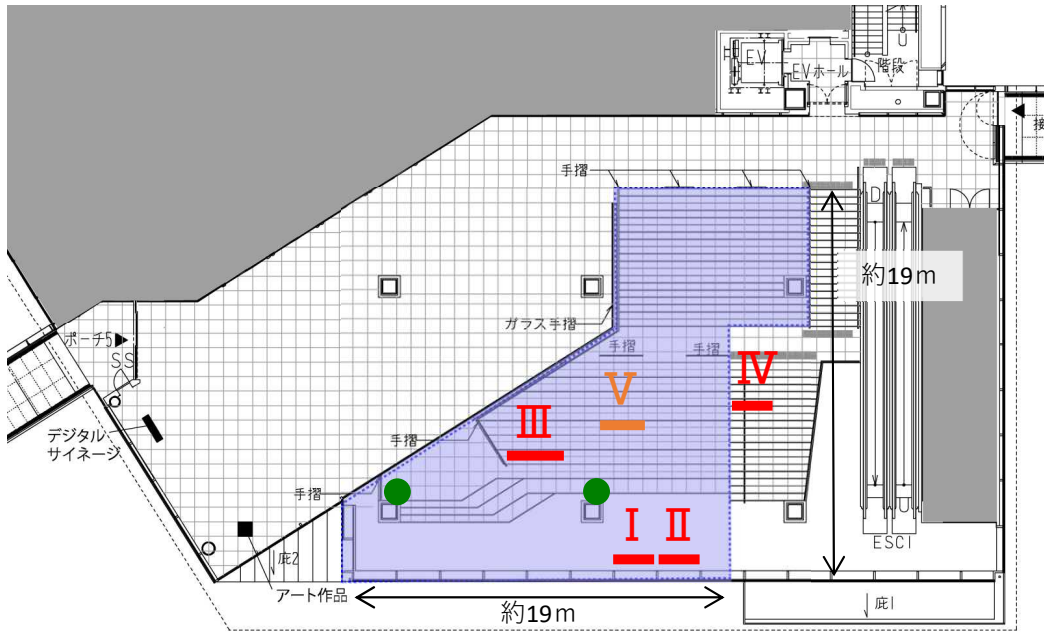 EV
EVホール
階段
U
接
手摺
D
U
約19m
ガラス手摺
ポーチ5
SS
手摺
手摺
Ⅳ
Ⅴ
Ⅲ
デジタル
サイネージ
手摺
手摺
Ⅰ
Ⅱ
ESC1
庇2
アート作品
約19m
庇1